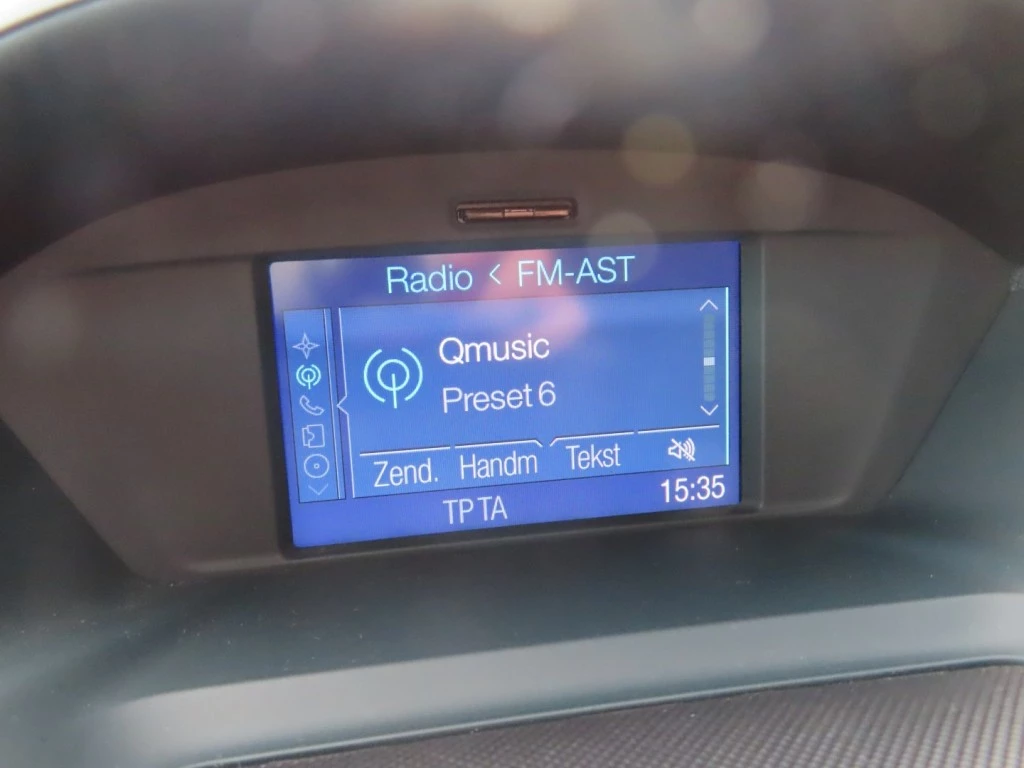 Radio < FM-AST
Qmusic
Preset 6
Zend. Handm Tekst
TP TA 15:35